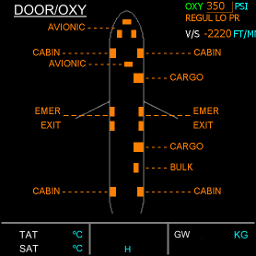 DOOR/OXY
OXY 350 PSI
REGUL LO PR
V/S -2220 FT/M
AVIONIC
CABIN CABIN
AVIONIC
CARGO
EMER EMER
EXIT EXIT
CARGO
BULK
CABIN CABIN
TAT °C GW KG
SAT °C H